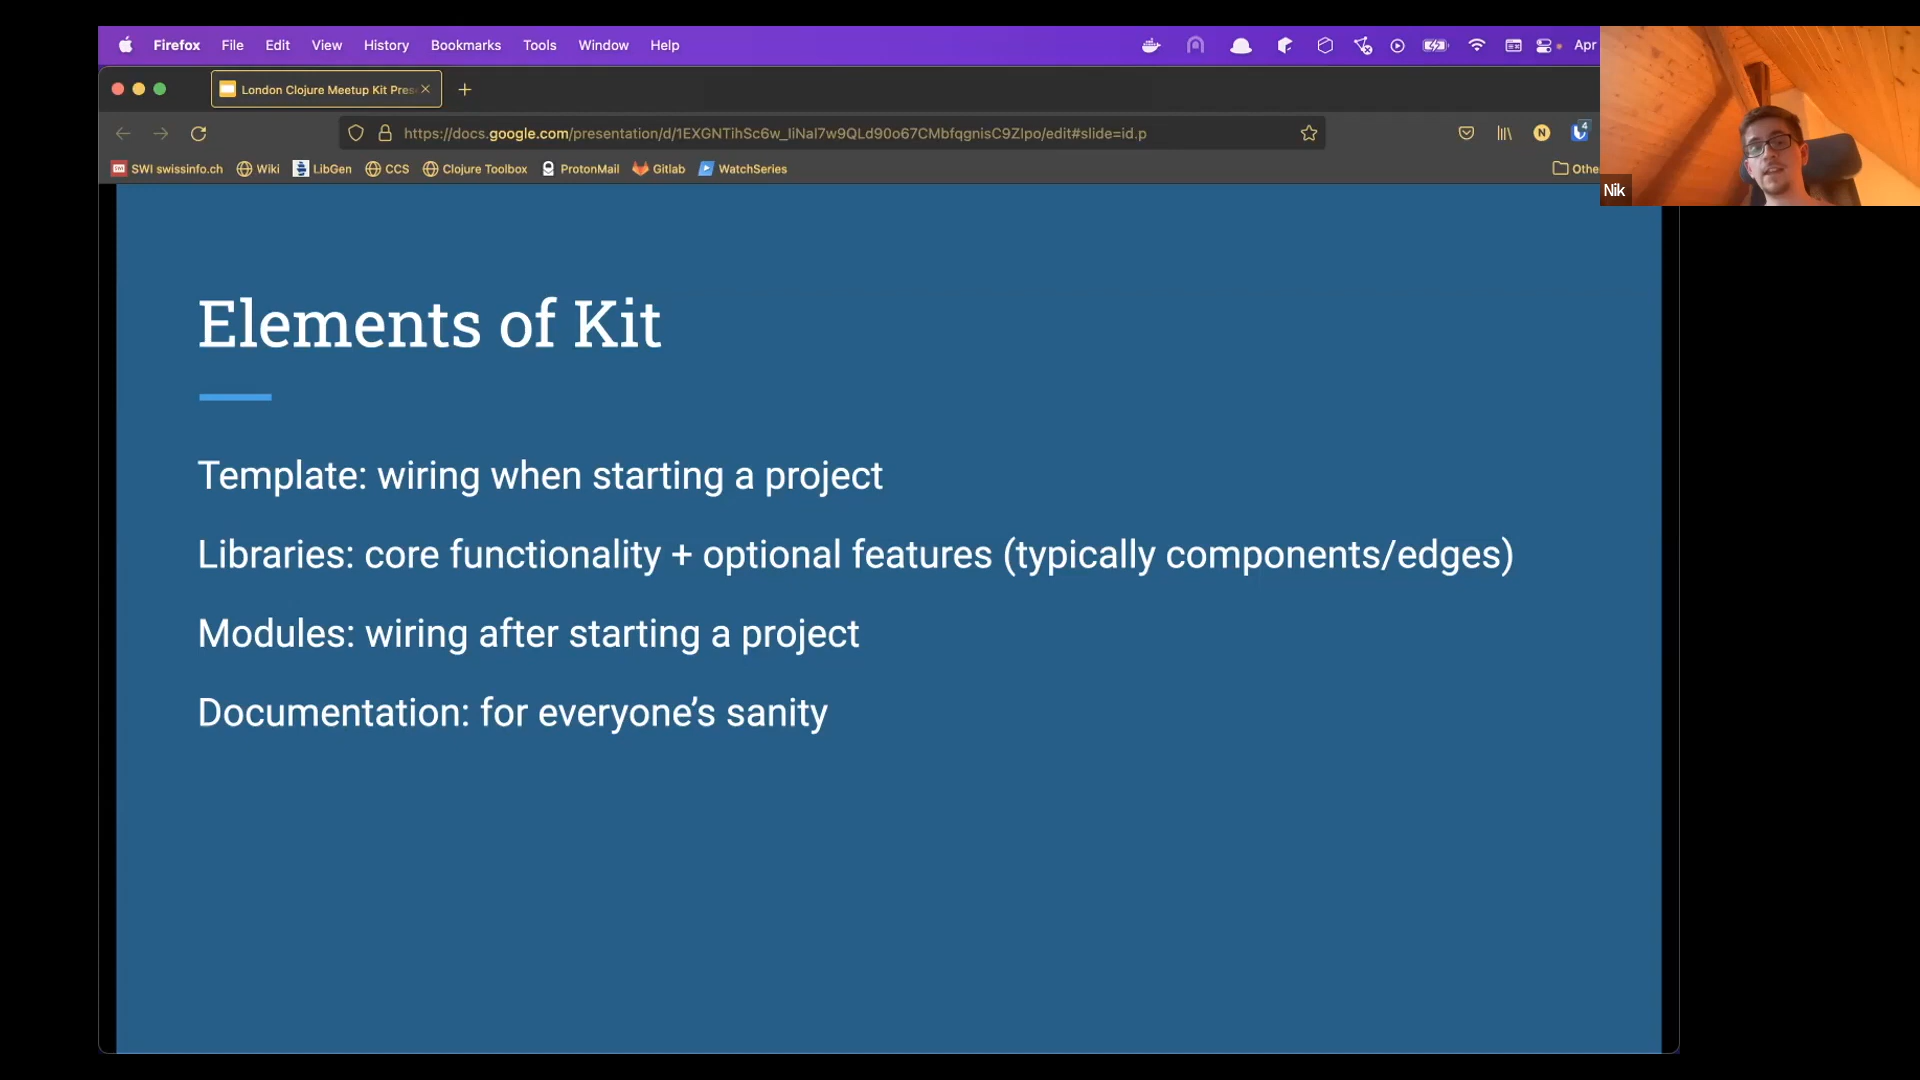 Firefox File Edit View History Bookmarks Tools Window Help Apr
London Clojure Meetup Kit Pres
https://docs.google.com/presentation/d/1EXGNTihSc6w_IiNaI7w9QLd90o67CMbfqgnisC9ZIpo/edit#slide=id.p
N
4
SWI swissinfo.ch Wiki LibGen CCS Clojure Toolbox ProtonMail Gitlab WatchSeries Othe
Nik
Elements of Kit
Template: wiring when starting a project
Libraries: core functionality + optional features (typically components/edges)
Modules: wiring after starting a project
Documentation: for everyone’s sanity